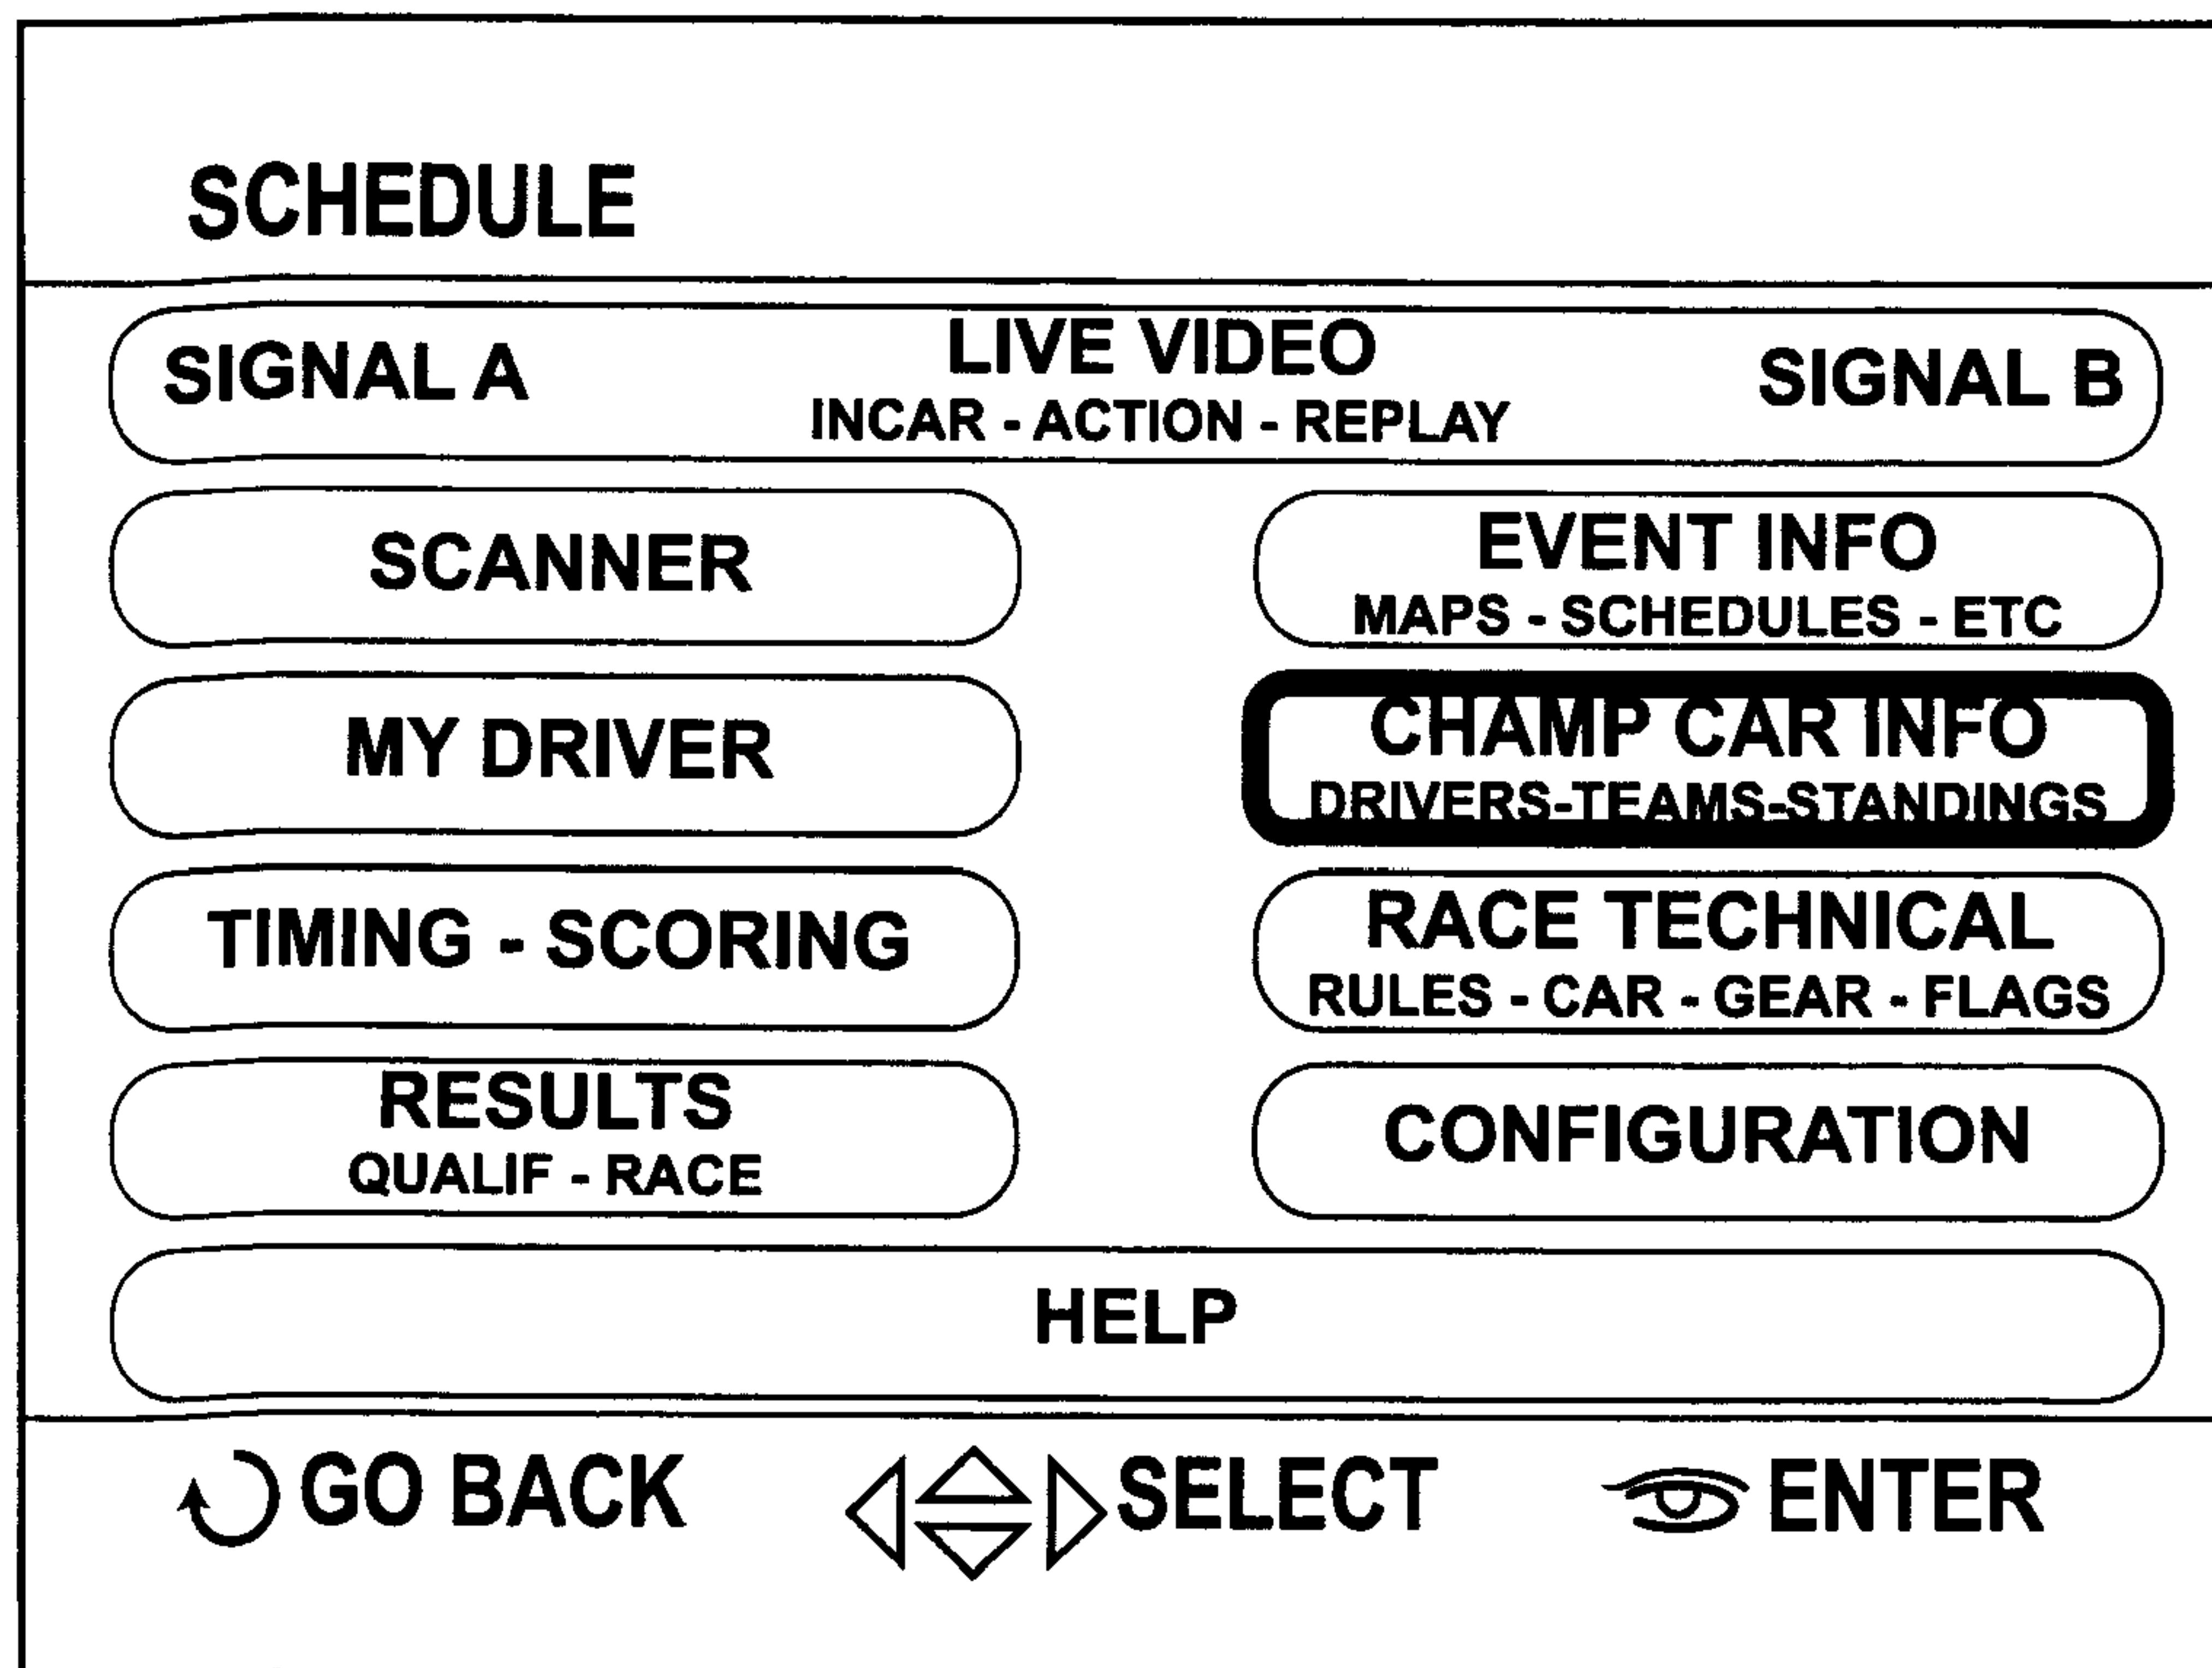 SCHEDULE
SIGNAL A
LIVE VIDEO
INCAR - ACTION - REPLAY
SIGNAL B
SCANNER
EVENT INFO
MAPS - SCHEDULES - ETC
MY DRIVER
CHAMP CAR INFO
DRIVERS-TEAMS-STANDINGS
TIMING - SCORING
RACE TECHNICAL
RULES - CAR - GEAR - FLAGS
RESULTS
QUALIF - RACE
CONFIGURATION
HELP
GO BACK
SELECT
ENTER